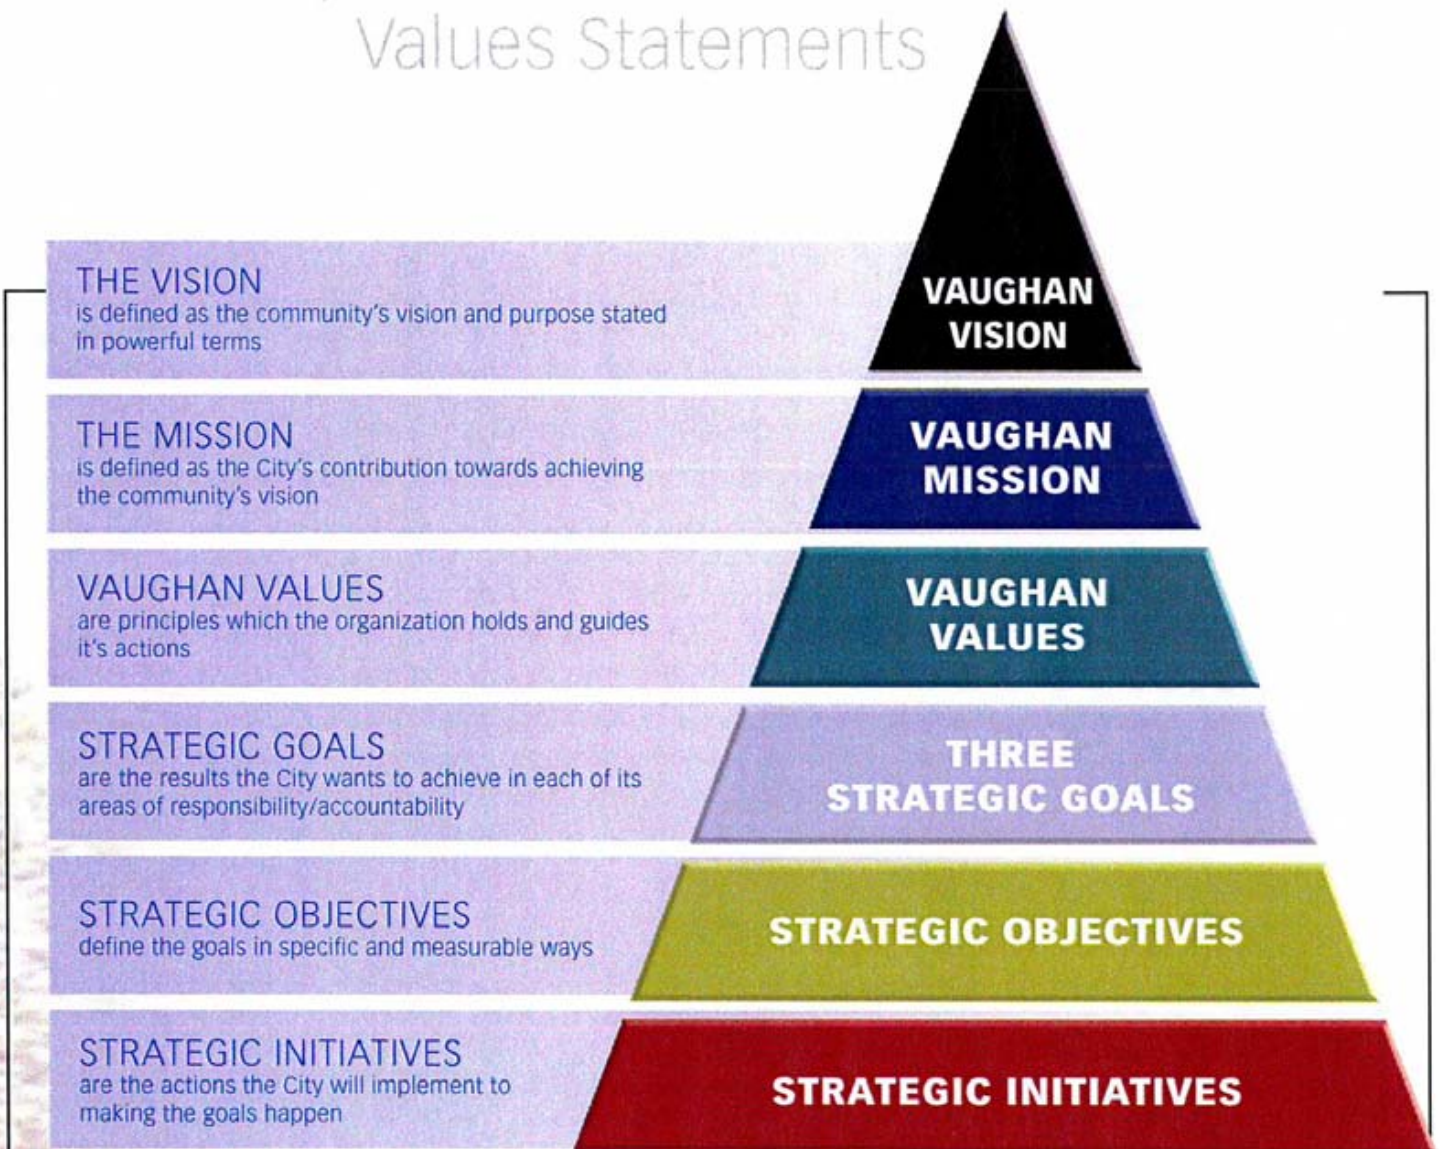 Values Statements
THE VISION
is defined as the community's vision and purpose stated
in powerful terms
VAUGHAN
VISION
THE MISSION
is defined as the City's contribution towards achieving
the community's vision
VAUGHAN
MISSION
VAUGHAN VALUES
are principles which the organization holds and guides
it's actions
VAUGHAN
VALUES
STRATEGIC GOALS
are the results the City wants to achieve in each of its
areas of responsibility/accountability
THREE
STRATEGIC GOALS
STRATEGIC OBJECTIVES
define the goals in specific and measurable ways
STRATEGIC OBJECTIVES
STRATEGIC INITIATIVES
are the actions the City will implement to
making the goals happen
STRATEGIC INITIATIVES